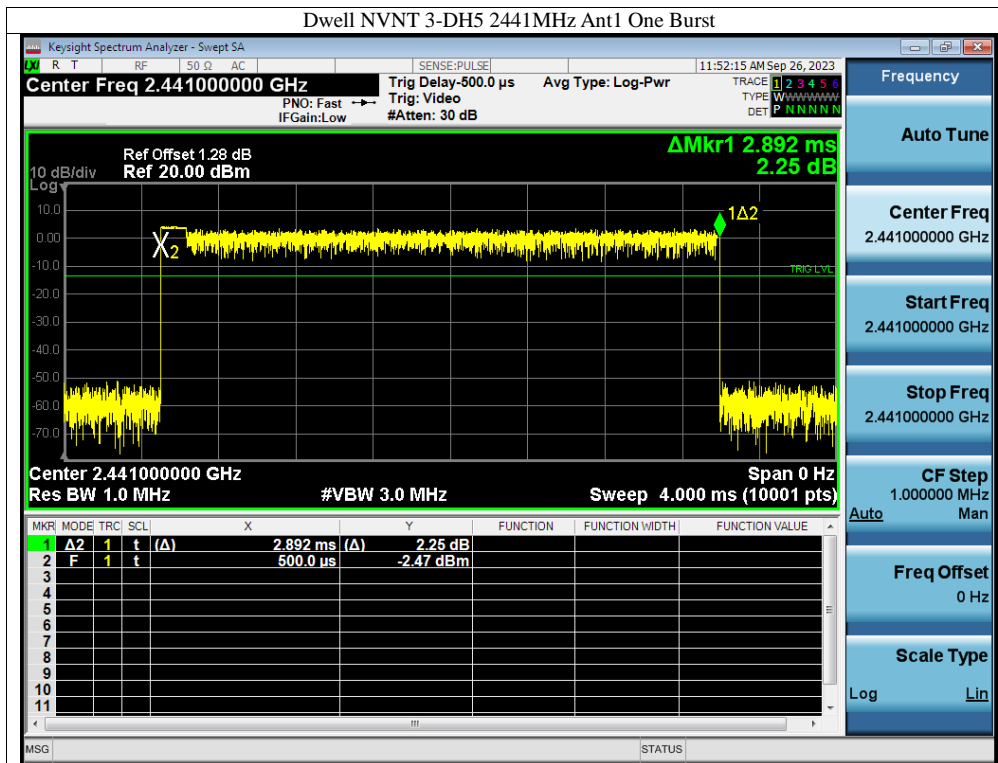 Dwell NVNT 3-DH5 2441MHz Ant1 One Burst
Keysight Spectrum Analyzer - Swept SA
LXI R T RF 50 Ω AC SENSE:PULSE 11:52:15 AM Sep 26, 2023
Center Freq 2.441000000 GHz
PNO: Fast
IFGain:Low
Trig Delay-500.0 µs
Trig: Video
#Atten: 30 dB
Avg Type: Log-Pwr
TRACE 1 2 3 4 5 6
TYPE WWWWWW
DET P N N N N N
ΔMkr1 2.892 ms
2.25 dB
Ref Offset 1.28 dB
10 dB/div Ref 20.00 dBm
Log
10.0
0.00
-10.0
-20.0
-30.0
-40.0
-50.0
-60.0
-70.0
1Δ2
X2
TRIG LVL
Center 2.441000000 GHz Span 0 Hz
Res BW 1.0 MHz #VBW 3.0 MHz Sweep 4.000 ms (10001 pts)
MKR MODE TRC SCL X Y FUNCTION FUNCTION WIDTH FUNCTION VALUE
1 Δ2 1 t (Δ) 2.892 ms (Δ) 2.25 dB
2 F 1 t 500.0 µs -2.47 dBm
3
4
5
6
7
8
9
10
11
MSG STATUS
Frequency
Auto Tune
Center Freq
2.441000000 GHz
Start Freq
2.441000000 GHz
Stop Freq
2.441000000 GHz
CF Step
1.000000 MHz
Auto Man
Freq Offset
0 Hz
Scale Type
Log Lin